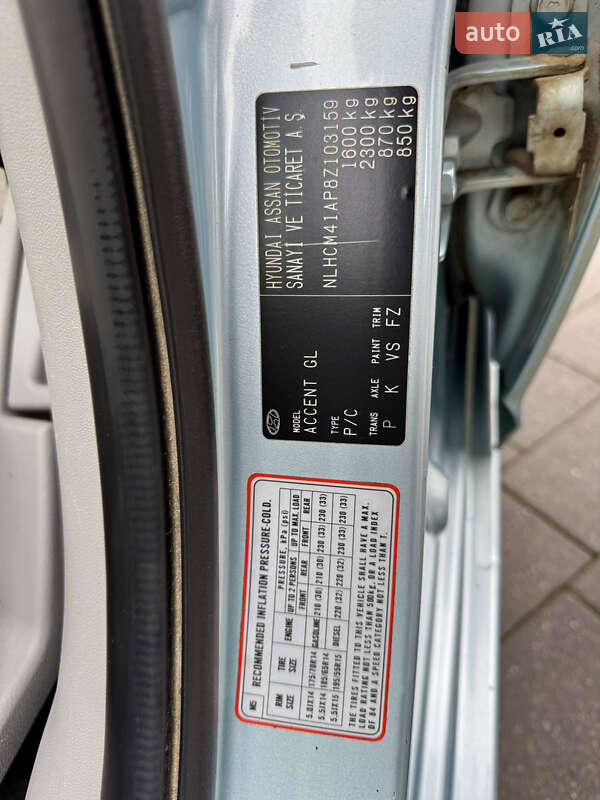 auto RIA .com
HYUNDAI ASSAN OTOMOTİV
SANAYİ VE TİCARET A.Ş.
NLHCM41AP8Z103159
1600 kg
2300 kg
870 kg
850 kg
MODEL
ACCENT GL
TYPE
P/C
TRANS AXLE PAINT TRIM
P K VS FZ
MS RECOMMENDED INFLATION PRESSURE:COLD.
RIM SIZE TIRE SIZE ENGINE PRESSURE, kPa (psi)
UP TO 2 PERSONS UP TO MAX. LOAD
FRONT REAR FRONT REAR
5.0JX14 175/70R14 GASOLINE 210 (30) 210 (30) 230 (33) 230 (33)
5.5JX14 185/65R14
5.5JX15 195/55R15 DIESEL 220 (32) 220 (32) 230 (33) 230 (33)
THE TIRES FITTED TO THIS VEHICLE SHALL HAVE A MAX.
LOAD RATING NOT LESS THAN 500kg. OR A LOAD INDEX
OF 84 AND A SPEED CATEGORY NOT LESS THAN T.